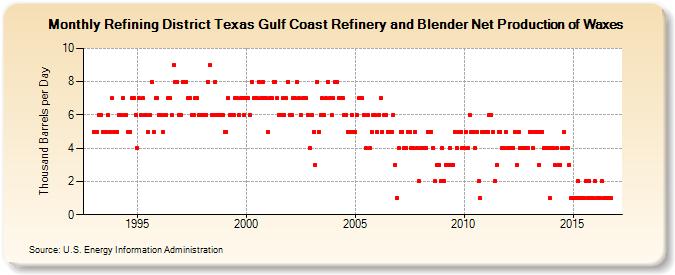 Monthly Refining District Texas Gulf Coast Refinery and Blender Net Production of Waxes
Thousand Barrels per Day
10
8
6
4
2
0
1995 2000 2005 2010 2015
Source: U.S. Energy Information Administration